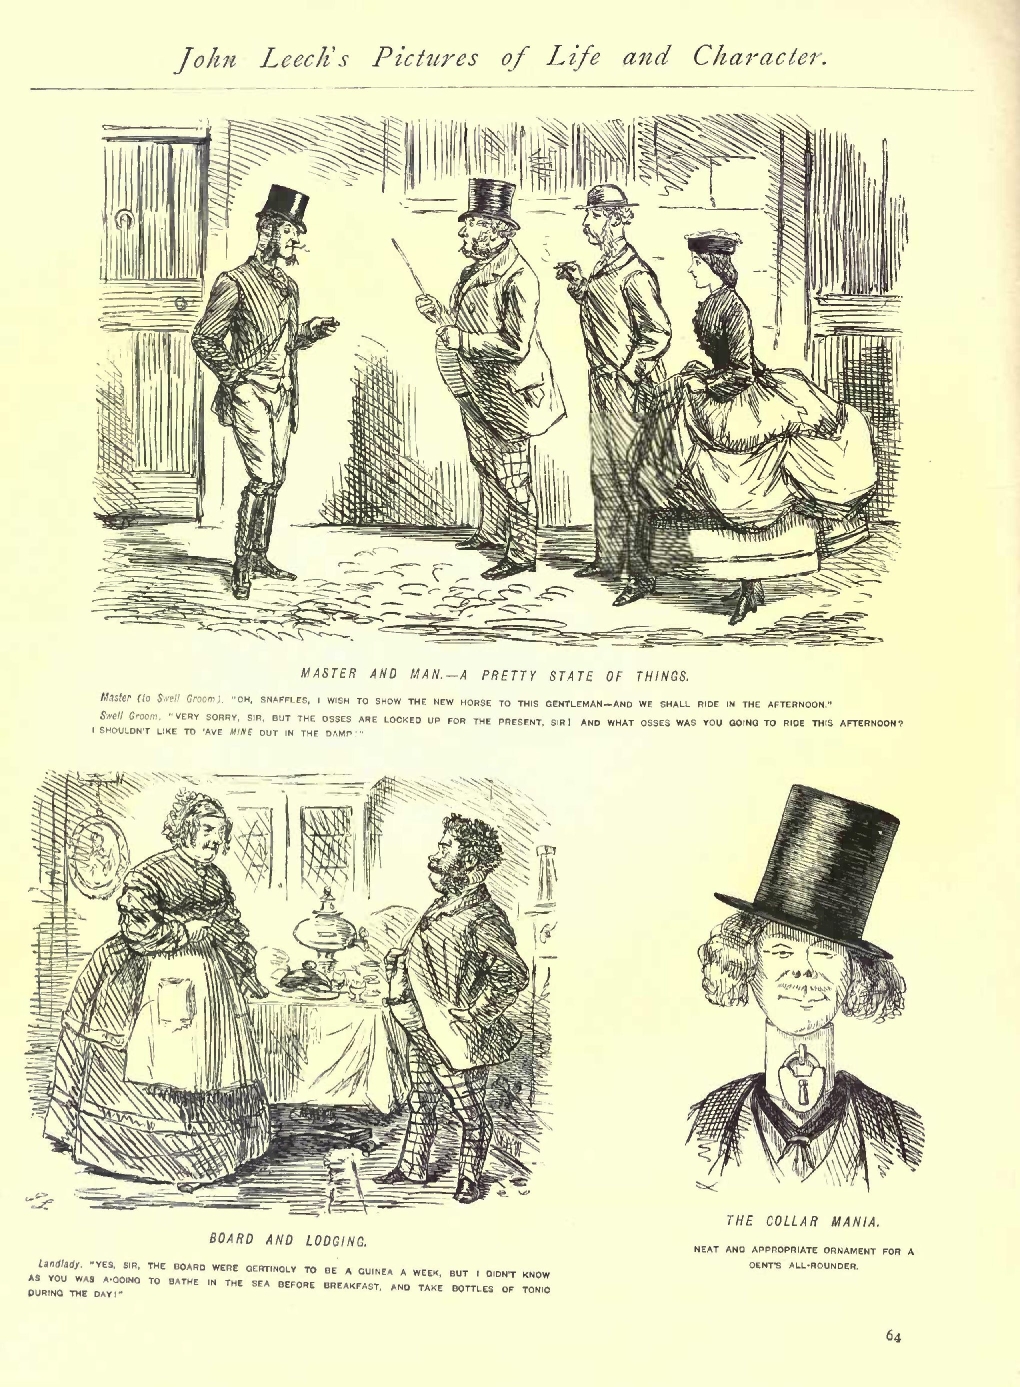 John Leech's Pictures of Life and Character.
MASTER AND MAN.—A PRETTY STATE OF THINGS.
Master (to Swell Groom). "OH, SNAFFLES, I WISH TO SHOW THE NEW HORSE TO THIS GENTLEMAN—AND WE SHALL RIDE IN THE AFTERNOON."
Swell Groom. "VERY SORRY, SIR, BUT THE OSSES ARE LOCKED UP FOR THE PRESENT, SIR! AND WHAT OSSES WAS YOU GOING TO RIDE THIS AFTERNOON?
I SHOULDN'T LIKE TO 'AVE MINE OUT IN THE DAMP!"
BOARD AND LODGING.
Landlady. "YES, SIR, THE BOARD WERE CERTINGLY TO BE A GUINEA A WEEK, BUT I DIDN'T KNOW
AS YOU WAS A-GOING TO BATHE IN THE SEA BEFORE BREAKFAST, AND TAKE BOTTLES OF TONIC
DURING THE DAY!"
THE COLLAR MANIA.
NEAT AND APPROPRIATE ORNAMENT FOR A
GENT'S ALL-ROUNDER.
64